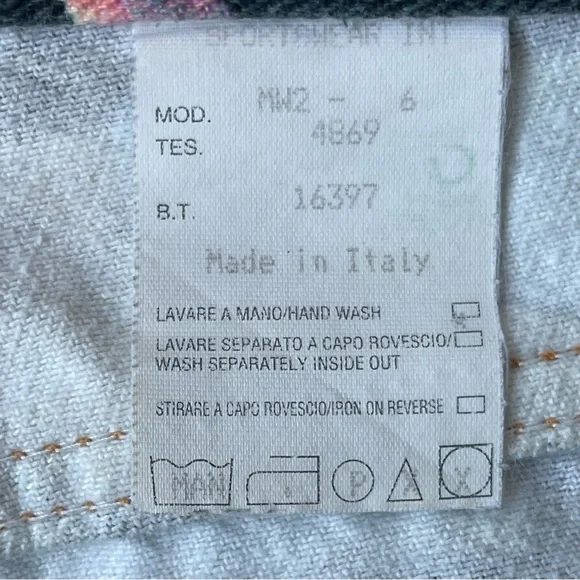 SPORTSWEAR INT
MOD. MW2 - 6
TES. 4869
B.T. 16397
Made in Italy
LAVARE A MANO/HAND WASH
LAVARE SEPARATO A CAPO ROVESCIO/
WASH SEPARATELY INSIDE OUT
STIRARE A CAPO ROVESCIO/IRON ON REVERSE
MAN . P X X